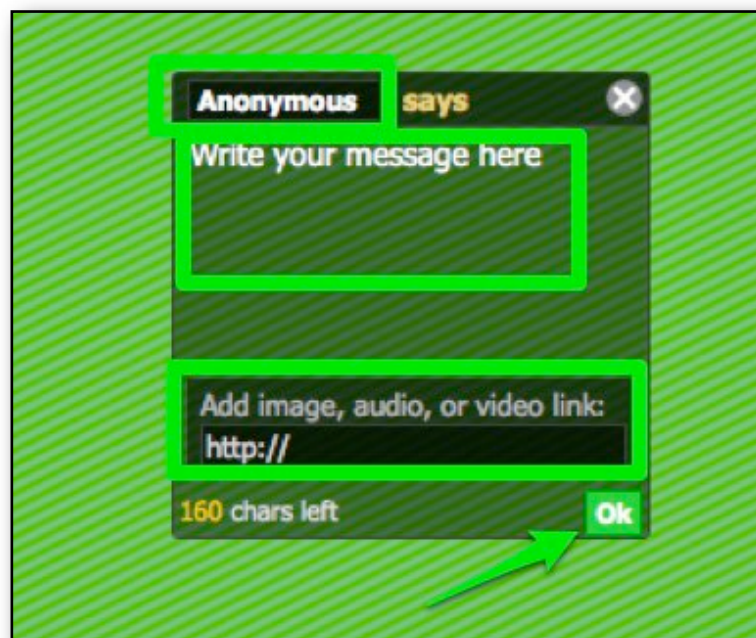 Anonymous says
Write your message here
Add image, audio, or video link:
http://
160 chars left Ok